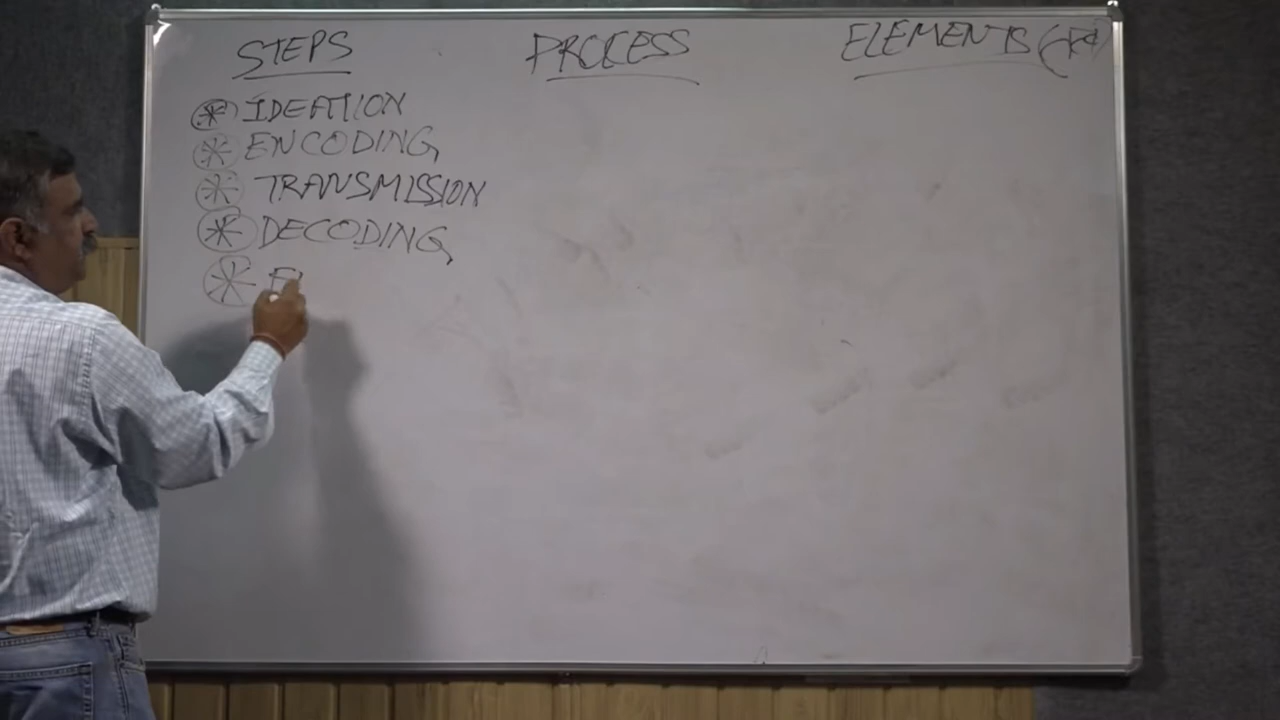 STEPS
PROCESS
ELEMENTS
IDEATION
ENCODING
TRANSMISSION
DECODING